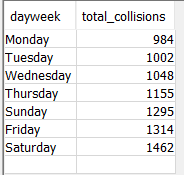 dayweek total_collisions
Monday 984
Tuesday 1002
Wednesday 1048
Thursday 1155
Sunday 1295
Friday 1314
Saturday 1462